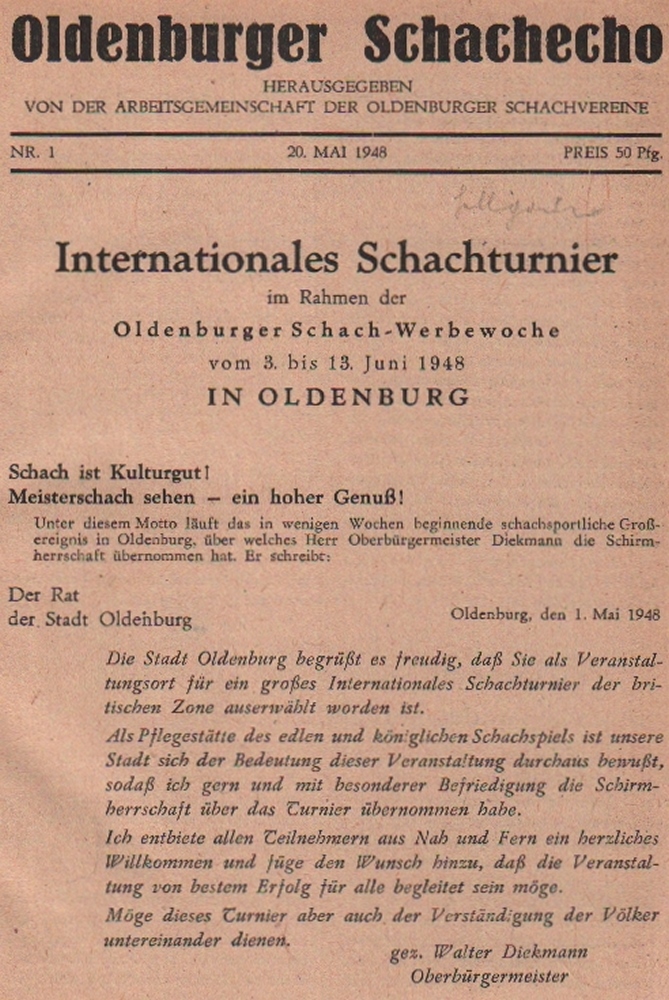 Oldenburger Schachecho
HERAUSGEGEBEN
VON DER ARBEITSGEMEINSCHAFT DER OLDENBURGER SCHACHVEREINE
NR. 1 20. MAI 1948 PREIS 50 Pfg.
Internationales Schachturnier
im Rahmen der
Oldenburger Schach-Werbewoche
vom 3. bis 13. Juni 1948
IN OLDENBURG
Schach ist Kulturgut!
Meisterschach sehen – ein hoher Genuß!
Unter diesem Motto läuft das in wenigen Wochen beginnende schachsportliche Groß-
ereignis in Oldenburg, über welches Herr Oberbürgermeister Diekmann die Schirm-
herrschaft übernommen hat. Er schreibt:
Der Rat
der Stadt Oldenburg
Oldenburg, den 1. Mai 1948
Die Stadt Oldenburg begrüßt es freudig, daß Sie als Veranstal-
tungsort für ein großes Internationales Schachturnier der bri-
tischen Zone auserwählt worden ist.
Als Pflegestätte des edlen und königlichen Schachspiels ist unsere
Stadt sich der Bedeutung dieser Veranstaltung durchaus bewußt,
sodaß ich gern und mit besonderer Befriedigung die Schirm-
herrschaft über das Turnier übernommen habe.
Ich entbiete allen Teilnehmern aus Nah und Fern ein herzliches
Willkommen und füge den Wunsch hinzu, daß die Veranstal-
tung von bestem Erfolg für alle begleitet sein möge.
Möge dieses Turnier aber auch der Verständigung der Völker
untereinander dienen.
gez. Walter Diekmann
Oberbürgermeister